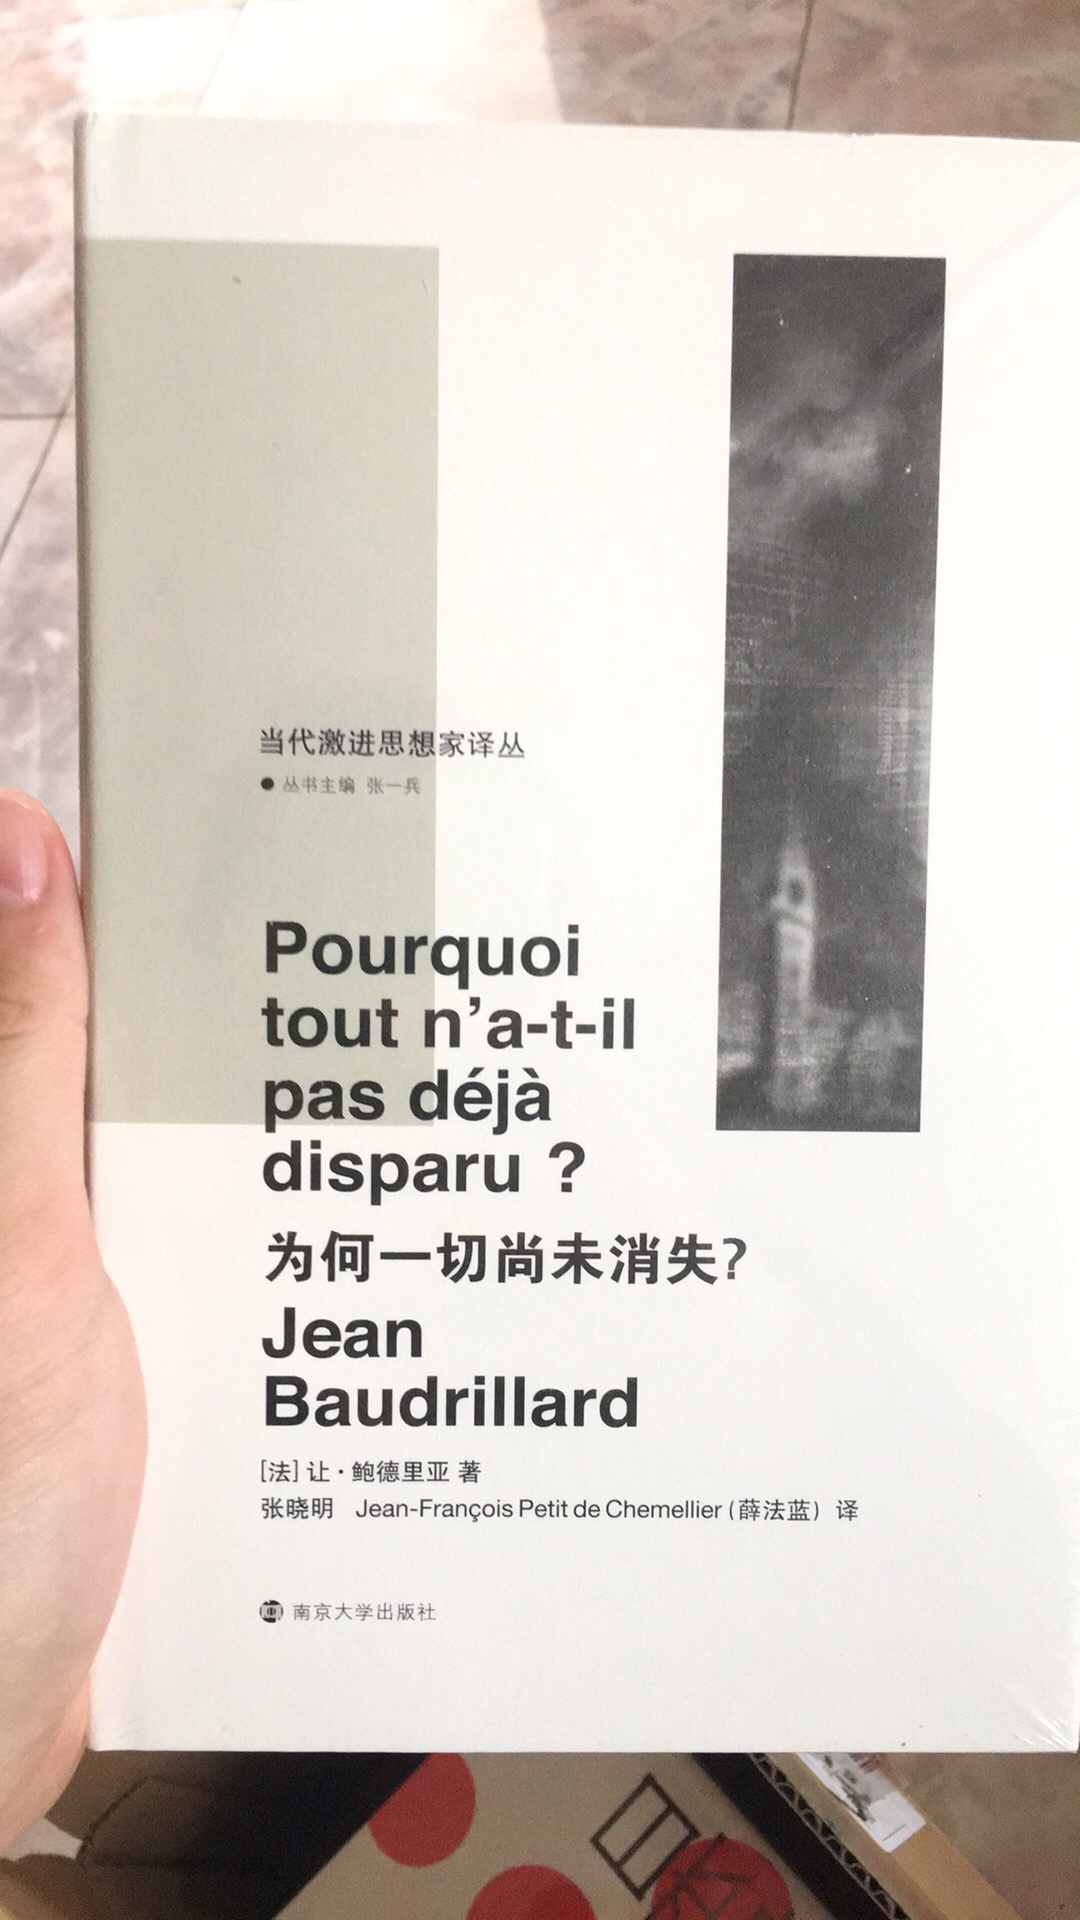 当代激进思想家译丛
● 丛书主编 张一兵
Pourquoi
tout n’a-t-il
pas déjà
disparu ?
为何一切尚未消失?
Jean
Baudrillard
[法] 让·鲍德里亚 著
张晓明 Jean-François Petit de Chemellier (薛法蓝) 译
南京大学出版社